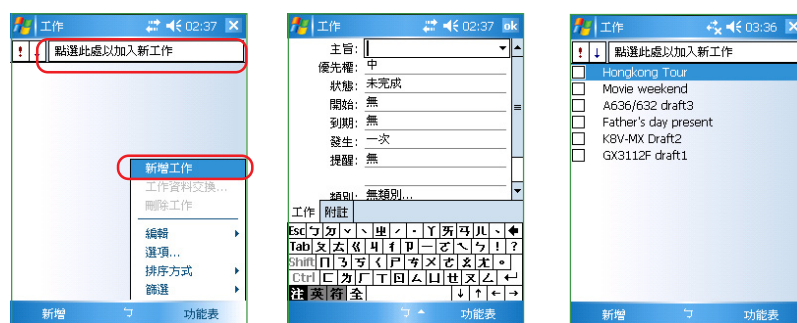 工作 02:37
! ↓ 點選此處以加入新工作
新增工作
工作資料交換...
刪除工作
編輯
選項...
排序方式
篩選
新增 ㄅ 功能表
工作 02:37 ok
主旨:
優先權: 中
狀態: 未完成
開始: 無
到期: 無
發生: 一次
提醒: 無
類別: 無類別...
工作 附註
Esc ㄅ ㄉ ˇ ˋ ㄓ ˊ ˙ ㄚ ㄞ ㄢ ㄦ
Tab ㄆ ㄊ ㄍ ㄐ ㄔ ㄗ ㄧ ㄛ ㄟ ㄣ ! ?
Shift ㄇ ㄋ ㄎ ㄑ ㄕ ㄘ ㄨ ㄜ ㄠ ㄤ
Ctrl ㄈ ㄌ ㄏ ㄒ ㄖ ㄙ ㄩ ㄝ ㄡ ㄥ ↵
注 英 符 全 ↓ ↑ ← →
ㄅ 功能表
工作 03:36
! ↓ 點選此處以加入新工作
Hongkong Tour
Movie weekend
A636/632 draft3
Father's day present
K8V-MX Draft2
GX3112F draft1
新增 ㄅ 功能表